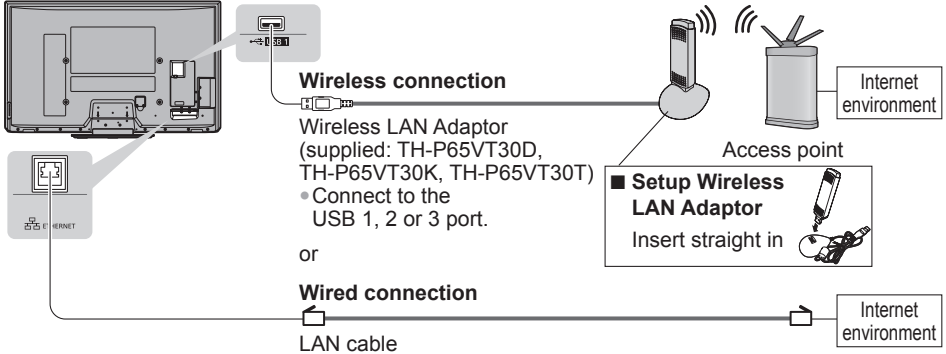 USB 1
Wireless connection
Wireless LAN Adaptor
(supplied: TH-P65VT30D,
TH-P65VT30K, TH-P65VT30T)
●Connect to the
USB 1, 2 or 3 port.
or
Internet
environment
Access point
■ Setup Wireless
LAN Adaptor
Insert straight in
ETHERNET
Wired connection
LAN cable
Internet
environment